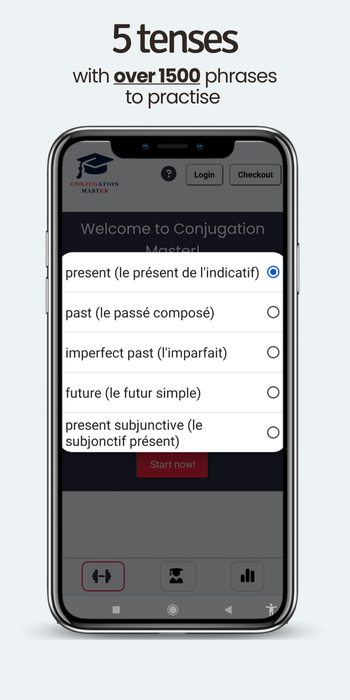 5 tenses
with over 1500 phrases
to practise
CONJUGATION
MASTER
?
Login
Checkout
Welcome to Conjugation
Master!
present (le présent de l'indicatif)
past (le passé composé)
imperfect past (l'imparfait)
future (le futur simple)
present subjunctive (le
subjonctif présent)
Start now!